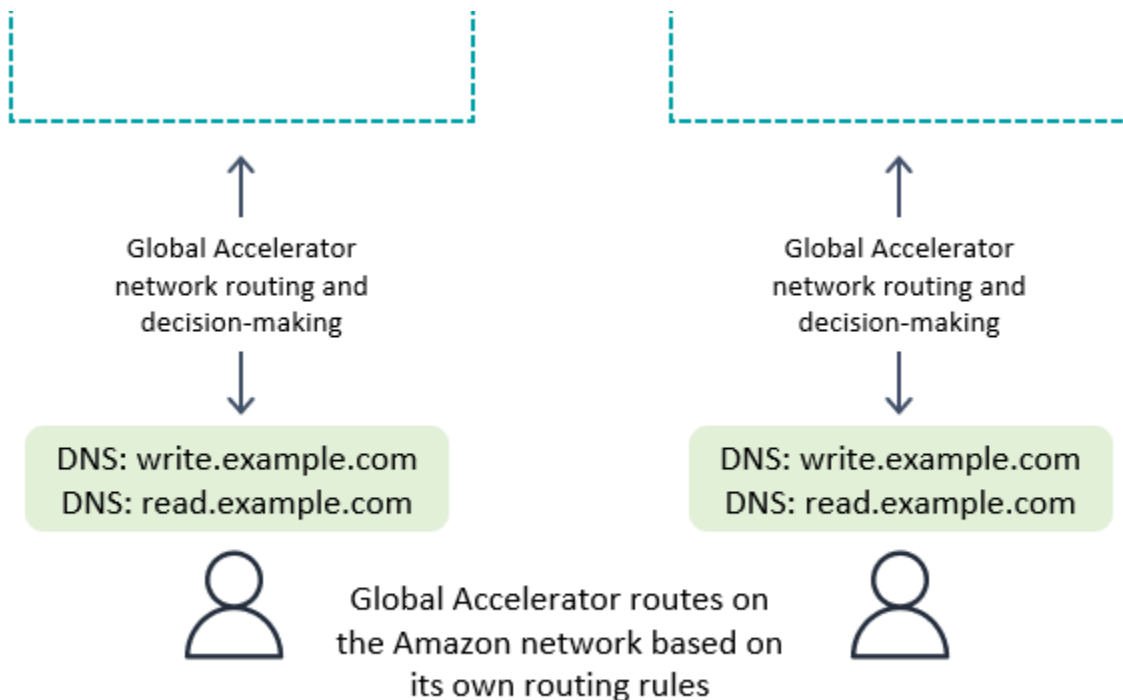 Global Accelerator
network routing and
decision-making
Global Accelerator
network routing and
decision-making
DNS: write.example.com
DNS: read.example.com
DNS: write.example.com
DNS: read.example.com
Global Accelerator routes on
the Amazon network based on
its own routing rules